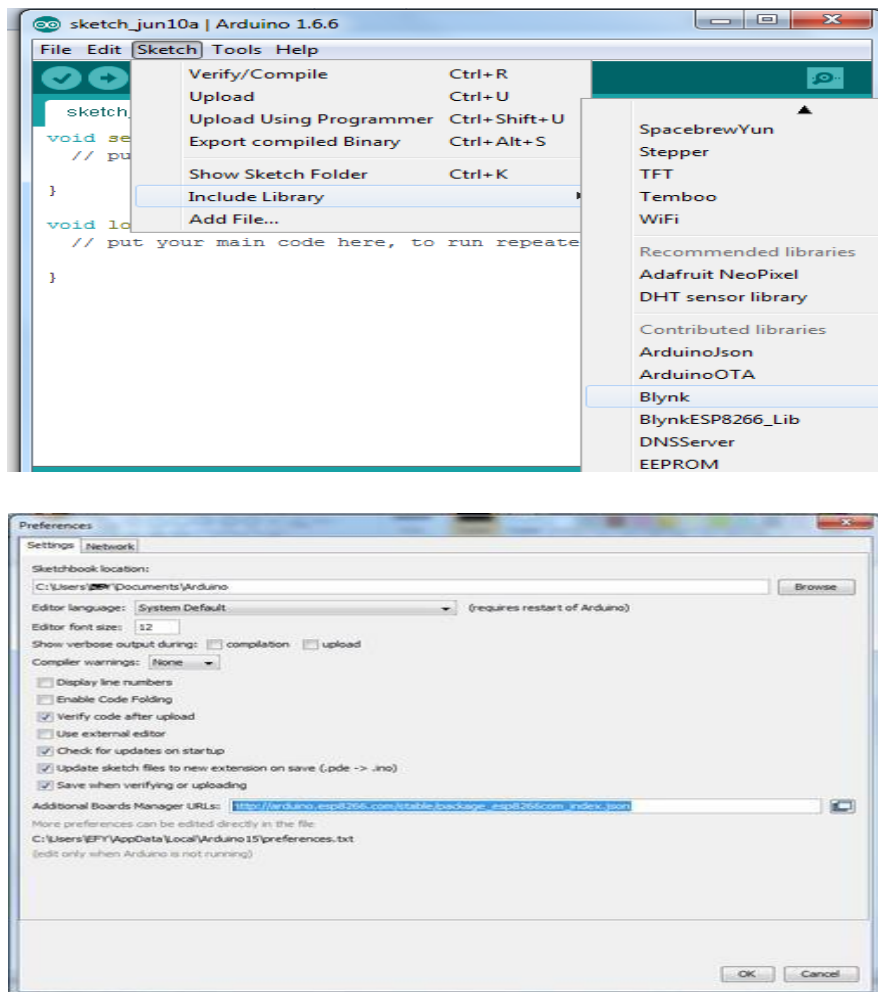 sketch_jun10a | Arduino 1.6.6
File Edit Sketch Tools Help
Verify/Compile Ctrl+R
Upload Ctrl+U
sketch_
Upload Using Programmer Ctrl+Shift+U
void se
Export compiled Binary Ctrl+Alt+S
// pu
Show Sketch Folder Ctrl+K
}
Include Library
Add File...
void lo
// put your main code here, to run repeate
}
SpacebrewYun
Stepper
TFT
Temboo
WiFi
Recommended libraries
Adafruit NeoPixel
DHT sensor library
Contributed libraries
ArduinoJson
ArduinoOTA
Blynk
BlynkESP8266_Lib
DNSServer
EEPROM
Preferences
Settings Network
Sketchbook location:
C:\Users\ \Documents\Arduino Browse
Editor language: System Default (requires restart of Arduino)
Editor font size: 12
Show verbose output during: compilation upload
Compiler warnings: None
Display line numbers
Enable Code Folding
Verify code after upload
Use external editor
Check for updates on startup
Update sketch files to new extension on save (.pde -> .ino)
Save when verifying or uploading
Additional Boards Manager URLs: http://arduino.esp8266.com/stable/package_esp8266com_index.json
More preferences can be edited directly in the file
C:\Users\EFY\AppData\Local\Arduino15\preferences.txt
(edit only when Arduino is not running)
OK Cancel